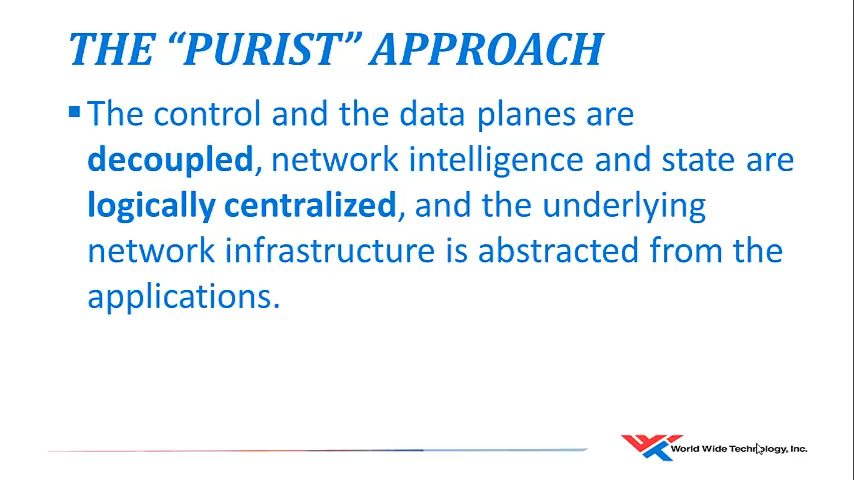 THE “PURIST” APPROACH
▪The control and the data planes are
decoupled, network intelligence and state are
logically centralized, and the underlying
network infrastructure is abstracted from the
applications.
World Wide Technology, Inc.